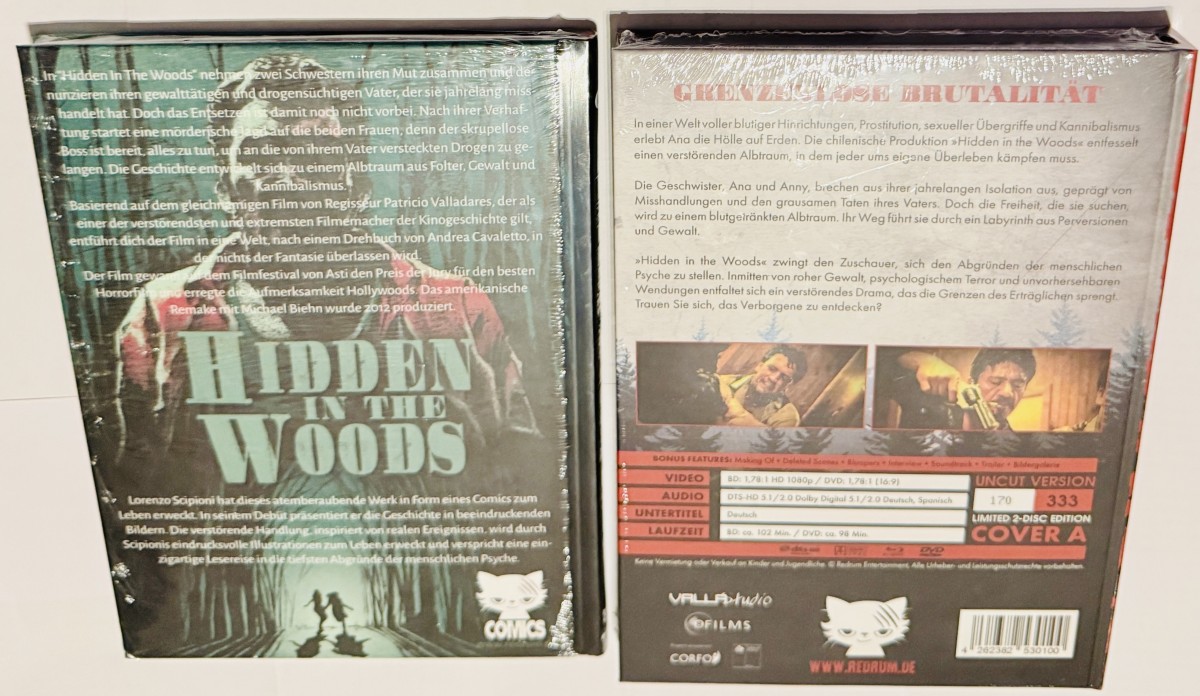 In "Hidden In The Woods" nehmen zwei Schwestern ihren Mut zusammen und de-
nunzieren ihren gewalttätigen und drogensüchtigen Vater, der sie jahrelang miss-
handelt hat. Doch das Entsetzen ist damit noch nicht vorbei. Nach ihrer Verhaf-
tung startet eine mörderische Jagd auf die beiden Frauen, denn der skrupellose
Boss ist bereit, alles zu tun, um an die von ihrem Vater versteckten Drogen zu ge-
langen. Die Geschichte entwickelt sich zu einem Albtraum aus Folter, Gewalt und
Kannibalismus.
Basierend auf dem gleichnamigen Film von Regisseur Patricio Valladares, der als
einer der verstörendsten und extremsten Filmemacher der Kinogeschichte gilt,
entführt dich der Film in eine Welt, nach einem Drehbuch von Andrea Cavaletto, in
der nichts der Fantasie überlassen wird.
Der Film gewann auf dem Filmfestival von Asti den Preis der Jury für den besten
Horrorfilm und erregte die Aufmerksamkeit Hollywoods. Das amerikanische
Remake mit Michael Biehn wurde 2012 produziert.
HIDDEN
IN THE
WOODS
Lorenzo Scipioni hat dieses atemberaubende Werk in Form eines Comics zum
Leben erweckt. In seinem Debüt präsentiert er die Geschichte in beeindruckenden
Bildern. Die verstörende Handlung, inspiriert von realen Ereignissen, wird durch
Scipionis eindrucksvolle Illustrationen zum Leben erweckt und verspricht eine ein-
zigartige Lesereise in die tiefsten Abgründe der menschlichen Psyche.
COMICS
GRENZENLOSE BRUTALITÄT
In einer Welt voller blutiger Hinrichtungen, Prostitution, sexueller Übergriffe und Kannibalismus
erlebt Ana die Hölle auf Erden. Die chilenische Produktion »Hidden in the Woods« entfesselt
einen verstörenden Albtraum, in dem jeder ums eigene Überleben kämpfen muss.
Die Geschwister, Ana und Anny, brechen aus ihrer jahrelangen Isolation aus, geprägt von
Misshandlungen und den grausamen Taten ihres Vaters. Doch die Freiheit, die sie suchen,
wird zu einem blutgetränkten Albtraum. Ihr Weg führt sie durch ein Labyrinth aus Perversionen
und Gewalt.
»Hidden in the Woods« zwingt den Zuschauer, sich den Abgründen der menschlichen
Psyche zu stellen. Inmitten von roher Gewalt, psychologischem Terror und unvorhersehbaren
Wendungen entfaltet sich ein verstörendes Drama, das die Grenzen des Erträglichen sprengt.
Trauen Sie sich, das Verborgene zu entdecken?
BONUS FEATURES: Making Of • Deleted Scenes • Bloopers • Interview • Soundtrack • Trailer • Bildergalerie
VIDEO BD: 1,78:1 HD 1080p / DVD: 1,78:1 (16:9)
AUDIO DTS-HD 5.1/2.0 Dolby Digital 5.1/2.0 Deutsch, Spanisch
UNTERTITEL Deutsch
LAUFZEIT BD: ca. 102 Min. / DVD: ca. 98 Min.
UNCUT VERSION
170 333
LIMITED 2-DISC EDITION
COVER A
Keine Vermietung oder Verkauf an Kinder und Jugendliche. © Redrum Entertainment. Alle Urheber- und Leistungsschutzrechte vorbehalten.
VALLAstudio
FILMS
CORFO
WWW.REDRUM.DE
4 262382 530100